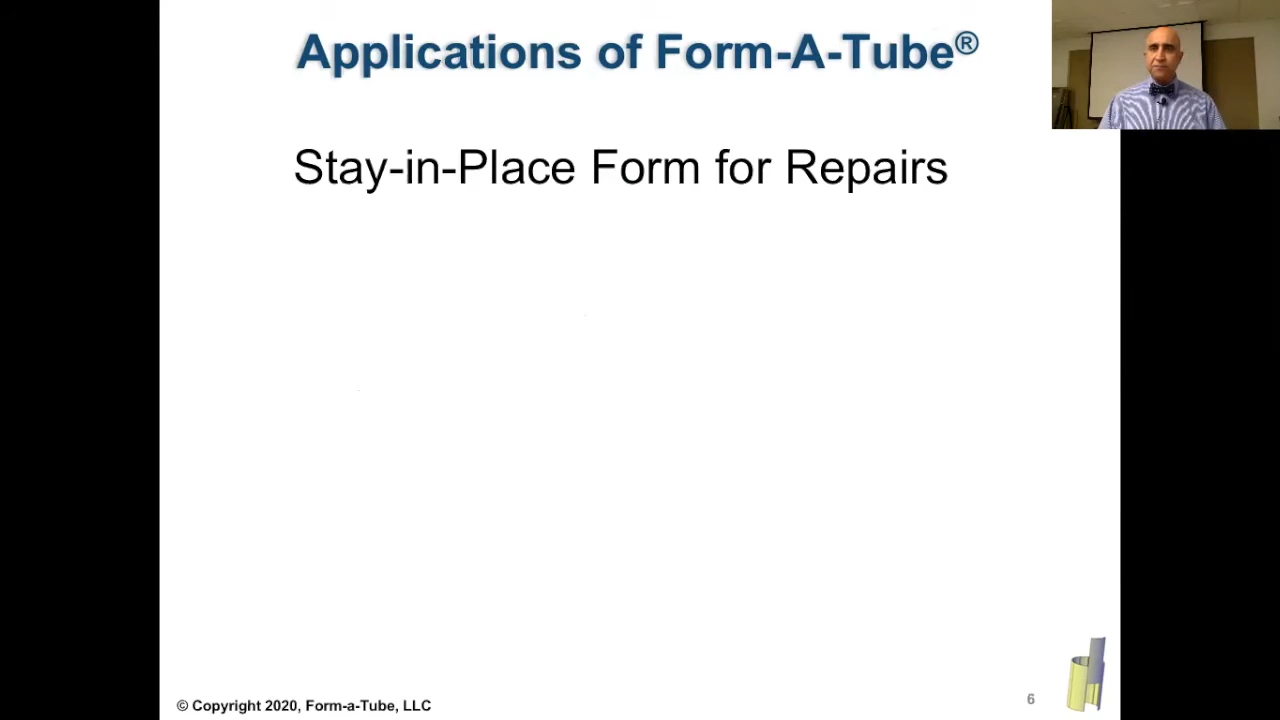 Applications of Form-A-Tube®
Stay-in-Place Form for Repairs
© Copyright 2020, Form-a-Tube, LLC
6